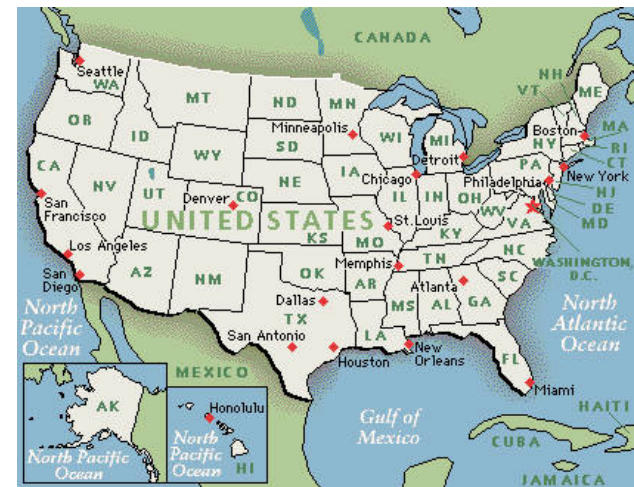 CANADA
Seattle
WA
MT
ND
MN
NH
VT
ME
OR
ID
Minneapolis
WI
MI
Boston
MA
NY
RI
SD
WY
Detroit
CT
CA
IA
Chicago
PA
New York
NV
UT
Denver
CO
NE
IL
IN
OH
Philadelphia
NJ
San
Francisco
WV
DE
VA
MD
UNITED STATES
St. Louis
KS
MO
KY
Los Angeles
NC
WASHINGTON,
D.C.
AZ
NM
OK
Memphis
TN
AR
SC
San
Diego
Atlanta
Dallas
MS
AL
GA
North
Pacific
Ocean
North
Atlantic
Ocean
TX
San Antonio
LA
Houston
New
Orleans
FL
MEXICO
Miami
AK
Honolulu
HAITI
Gulf of
Mexico
North
Pacific
Ocean
CUBA
North Pacific
Ocean
HI
JAMAICA